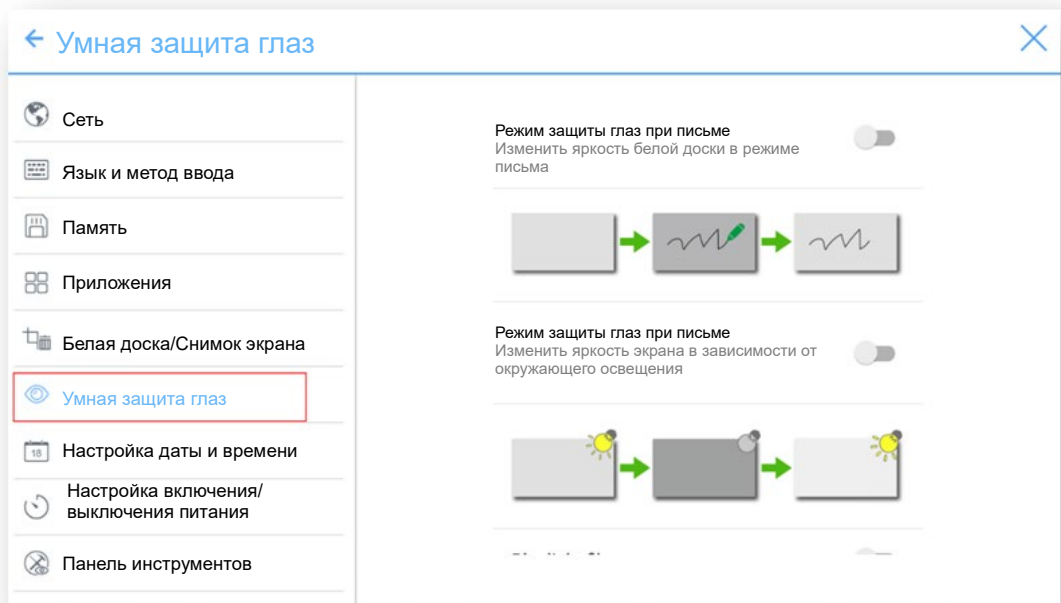 Умная защита глаз
Сеть
Язык и метод ввода
Память
Приложения
Белая доска/Снимок экрана
Умная защита глаз
18
Настройка даты и времени
Настройка включения/
выключения питания
Панель инструментов
Режим защиты глаз при письме
Изменить яркость белой доски в режиме
письма
Режим защиты глаз при письме
Изменить яркость экрана в зависимости от
окружающего освещения